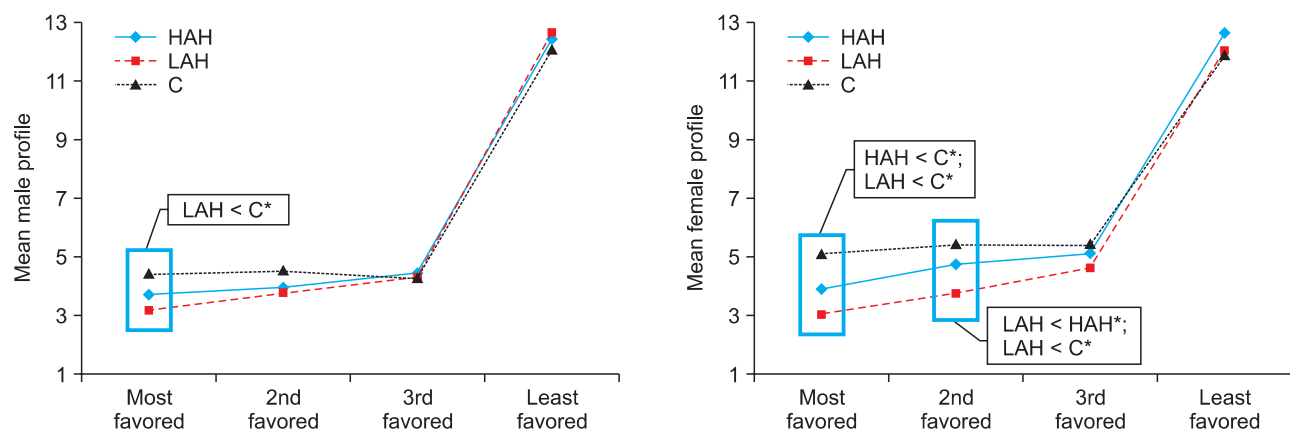 13
11
9
7
5
3
1
Mean male profile
HAH
LAH
C
LAH < C*
Most
favored
2nd
favored
3rd
favored
Least
favored
13
11
9
7
5
3
1
Mean female profile
HAH
LAH
C
HAH < C*;
LAH < C*
LAH < HAH*;
LAH < C*
Most
favored
2nd
favored
3rd
favored
Least
favored